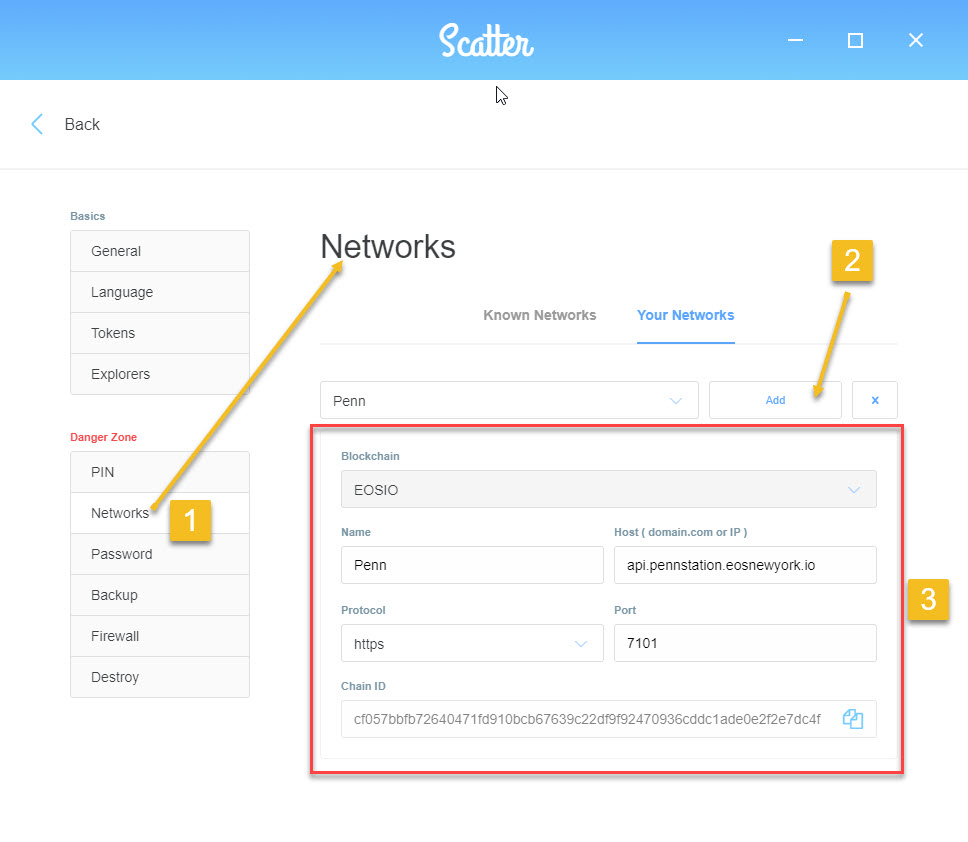 Scatter
Back
Basics
General
Language
Tokens
Explorers
Danger Zone
PIN
Networks
Password
Backup
Firewall
Destroy
1
Networks
2
Known Networks Your Networks
Penn Add x
Blockchain
EOSIO
Name Host ( domain.com or IP )
Penn api.pennstation.eosnewyork.io
3
Protocol Port
https 7101
Chain ID
cf057bbfb72640471fd910bcb67639c22df9f92470936cddc1ade0e2f2e7dc4f